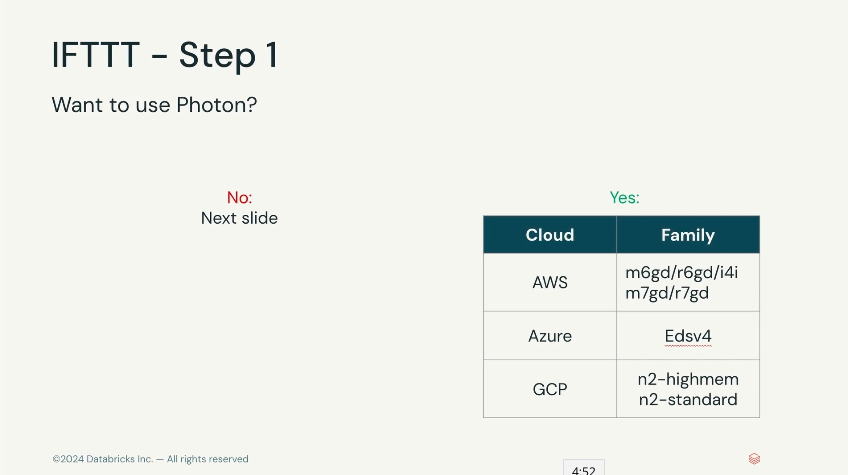 IFTTT - Step 1
Want to use Photon?
No:
Next slide
Yes:
Cloud Family
AWS m6gd/r6gd/i4i
m7gd/r7gd
Azure Edsv4
GCP n2-highmem
n2-standard
©2024 Databricks Inc. — All rights reserved
4:52